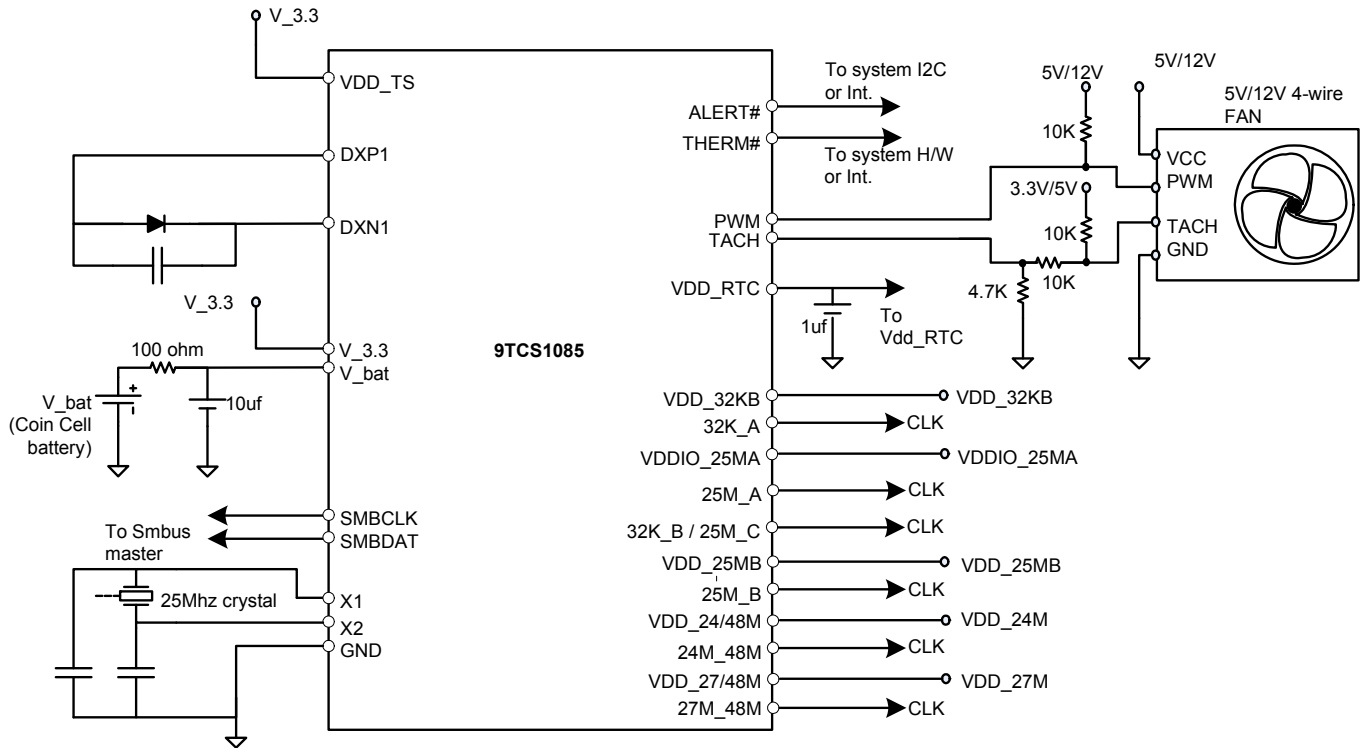 V_3.3
VDD_TS
DXP1
DXN1
V_3.3
V_3.3
V_bat
100 ohm
V_bat
(Coin Cell
battery)
+
10uf
SMBCLK
SMBDAT
To Smbus
master
25Mhz crystal
X1
X2
GND
9TCS1085
ALERT#
THERM#
PWM
TACH
VDD_RTC
VDD_32KB
32K_A
VDDIO_25MA
25M_A
32K_B / 25M_C
VDD_25MB
25M_B
VDD_24/48M
24M_48M
VDD_27/48M
27M_48M
To system I2C
or Int.
To system H/W
or Int.
1uf
To
Vdd_RTC
VDD_32KB
CLK
VDDIO_25MA
CLK
CLK
VDD_25MB
CLK
VDD_24M
CLK
VDD_27M
CLK
5V/12V
10K
3.3V/5V
10K
10K
4.7K
5V/12V
5V/12V 4-wire
FAN
VCC
PWM
TACH
GND